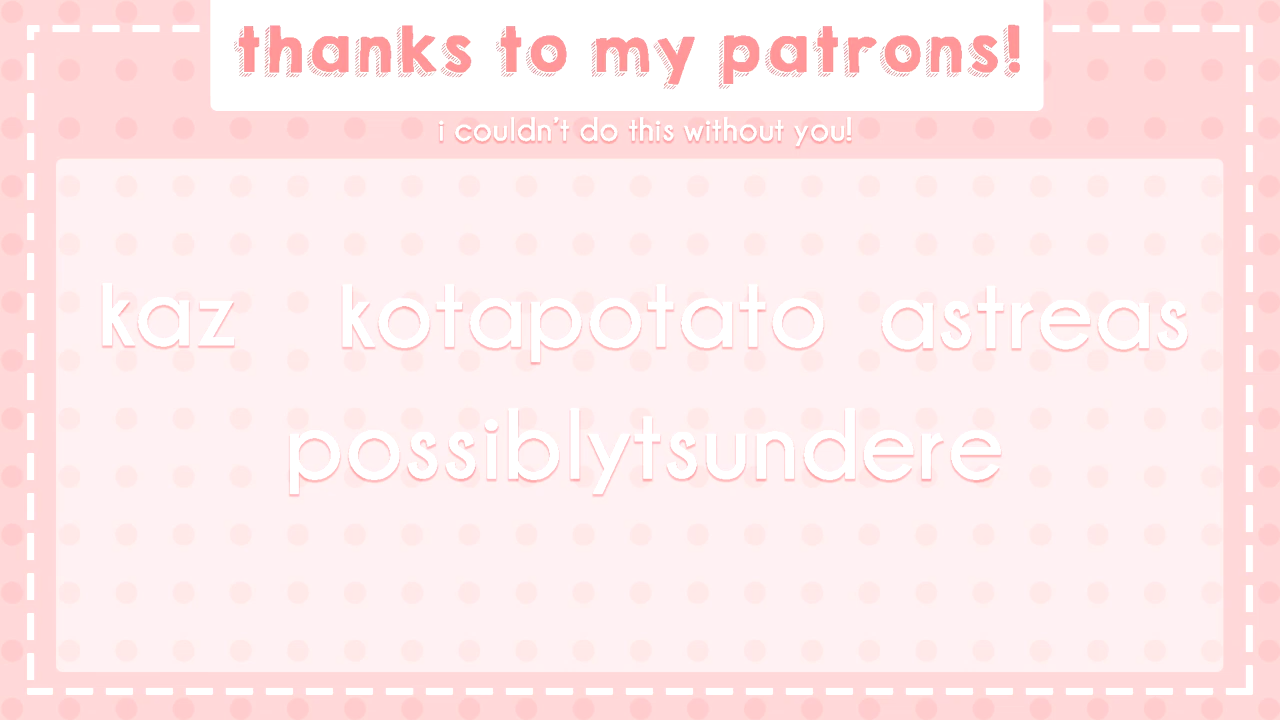 thanks to my patrons!
i couldn't do this without you!
kaz kotapotato astreas
possiblytsundere